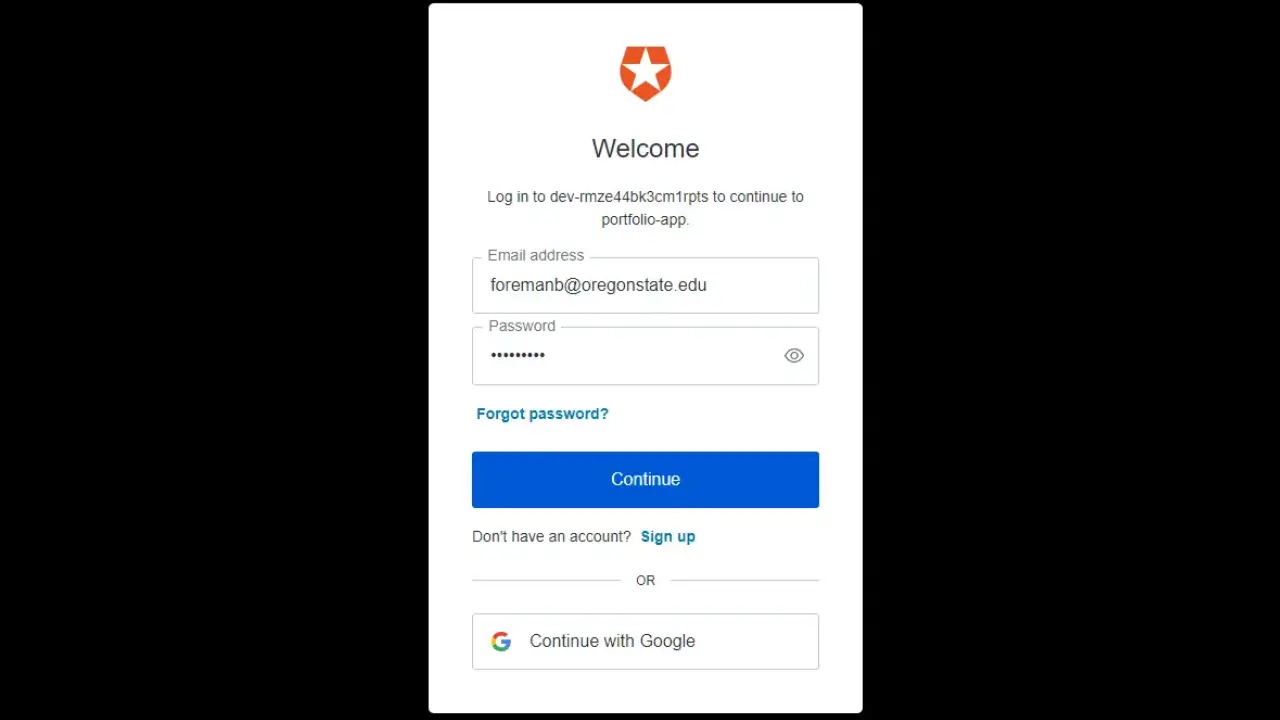 Welcome
Log in to dev-rmze44bk3cm1rpts to continue to
portfolio-app.
Email address
foremanb@oregonstate.edu
Password
•••••••••
Forgot password?
Continue
Don't have an account? Sign up
OR
Continue with Google